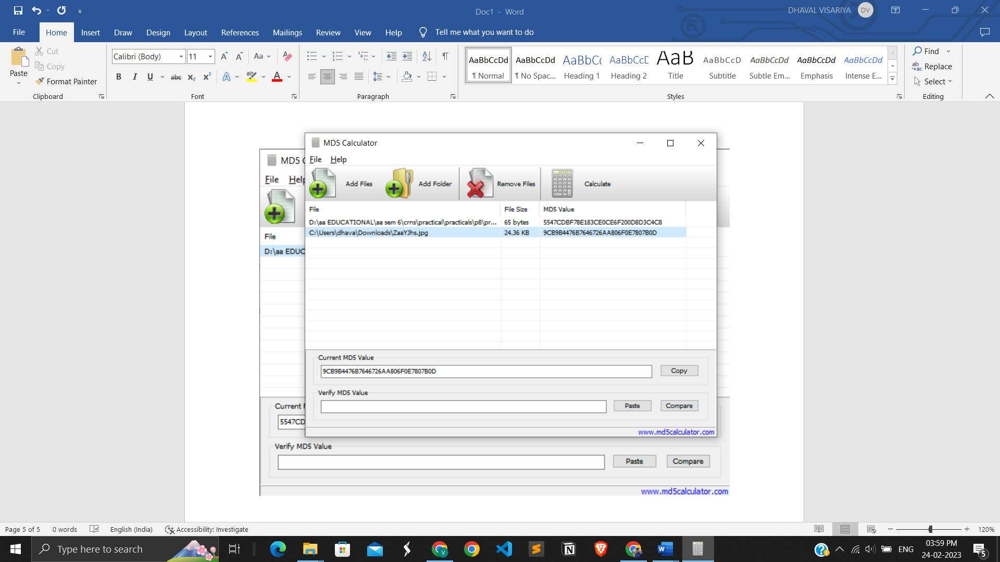 Doc1 - Word
DHAVAL VISARIYA DV
File Home Insert Draw Design Layout References Mailings Review View Help Tell me what you want to do
Paste
Cut
Copy
Format Painter
Clipboard
Calibri (Body) 11
Font
Paragraph
AaBbCcDd AaBbCcDd AaBbCc AaBbCcC AaB AaBbCcD AaBbCcDd AaBbCcDd AaBbCcDd
¶ Normal ¶ No Spac... Heading 1 Heading 2 Title Subtitle Subtle Em... Emphasis Intense E...
Styles
Find
Replace
Select
Editing
MD5 Calculator
File Help
Add Files Add Folder Remove Files Calculate
File File Size MD5 Value
D:\aa EDUCATIONAL\aa sem 6\crns\practical\practicals\p8\pr... 65 bytes 5547CDBF78E183CE0CE6F200D8D3C4C8
C:\Users\dhava\Downloads\ZaaYJhs.jpg 24.36 KB 9CB9B4476B7646726AA806F0E7807B0D
Current MD5 Value
9CB9B4476B7646726AA806F0E7807B0D Copy
Verify MD5 Value
Paste Compare
www.md5calculator.com
MD5
File Help
File
D:\aa EDUC
Current
5547CD
Verify MD5 Value
Paste Compare
www.md5calculator.com
Page 5 of 5 0 words English (India) Accessibility: Investigate 120%
Type here to search
ENG
03:59 PM
24-02-2023
5